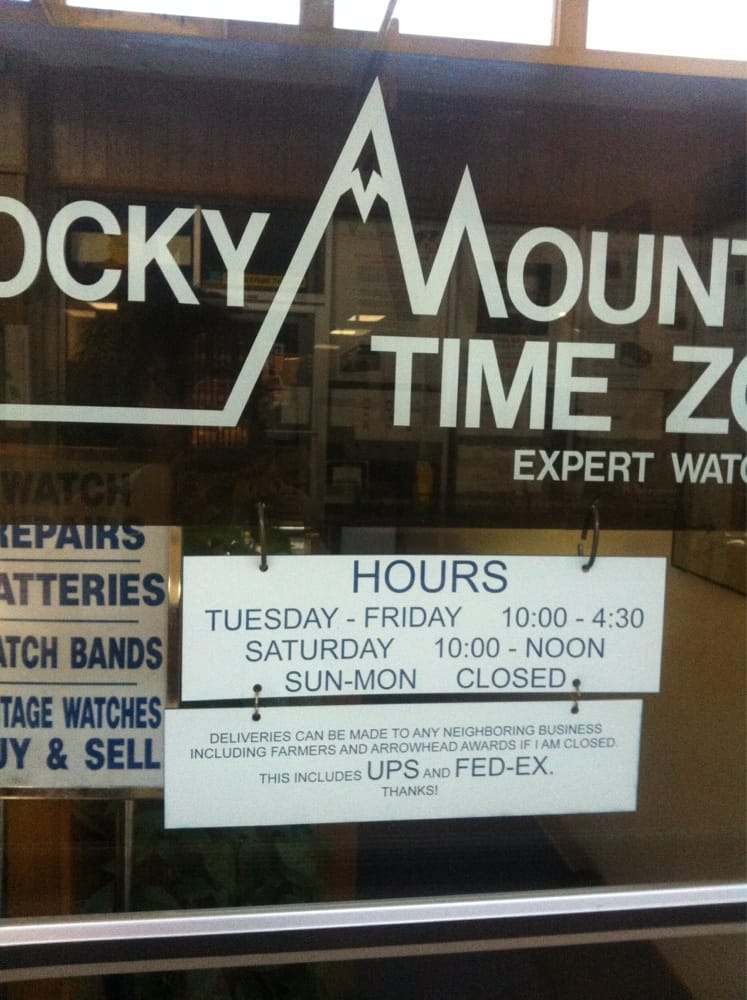 OCKY MOUNT
TIME ZO
EXPERT WATC
WATCH
REPAIRS
ATTERIES
ATCH BANDS
TAGE WATCHES
UY & SELL
HOURS
TUESDAY - FRIDAY 10:00 - 4:30
SATURDAY 10:00 - NOON
SUN-MON CLOSED
DELIVERIES CAN BE MADE TO ANY NEIGHBORING BUSINESS
INCLUDING FARMERS AND ARROWHEAD AWARDS IF I AM CLOSED.
THIS INCLUDES UPS AND FED-EX.
THANKS!